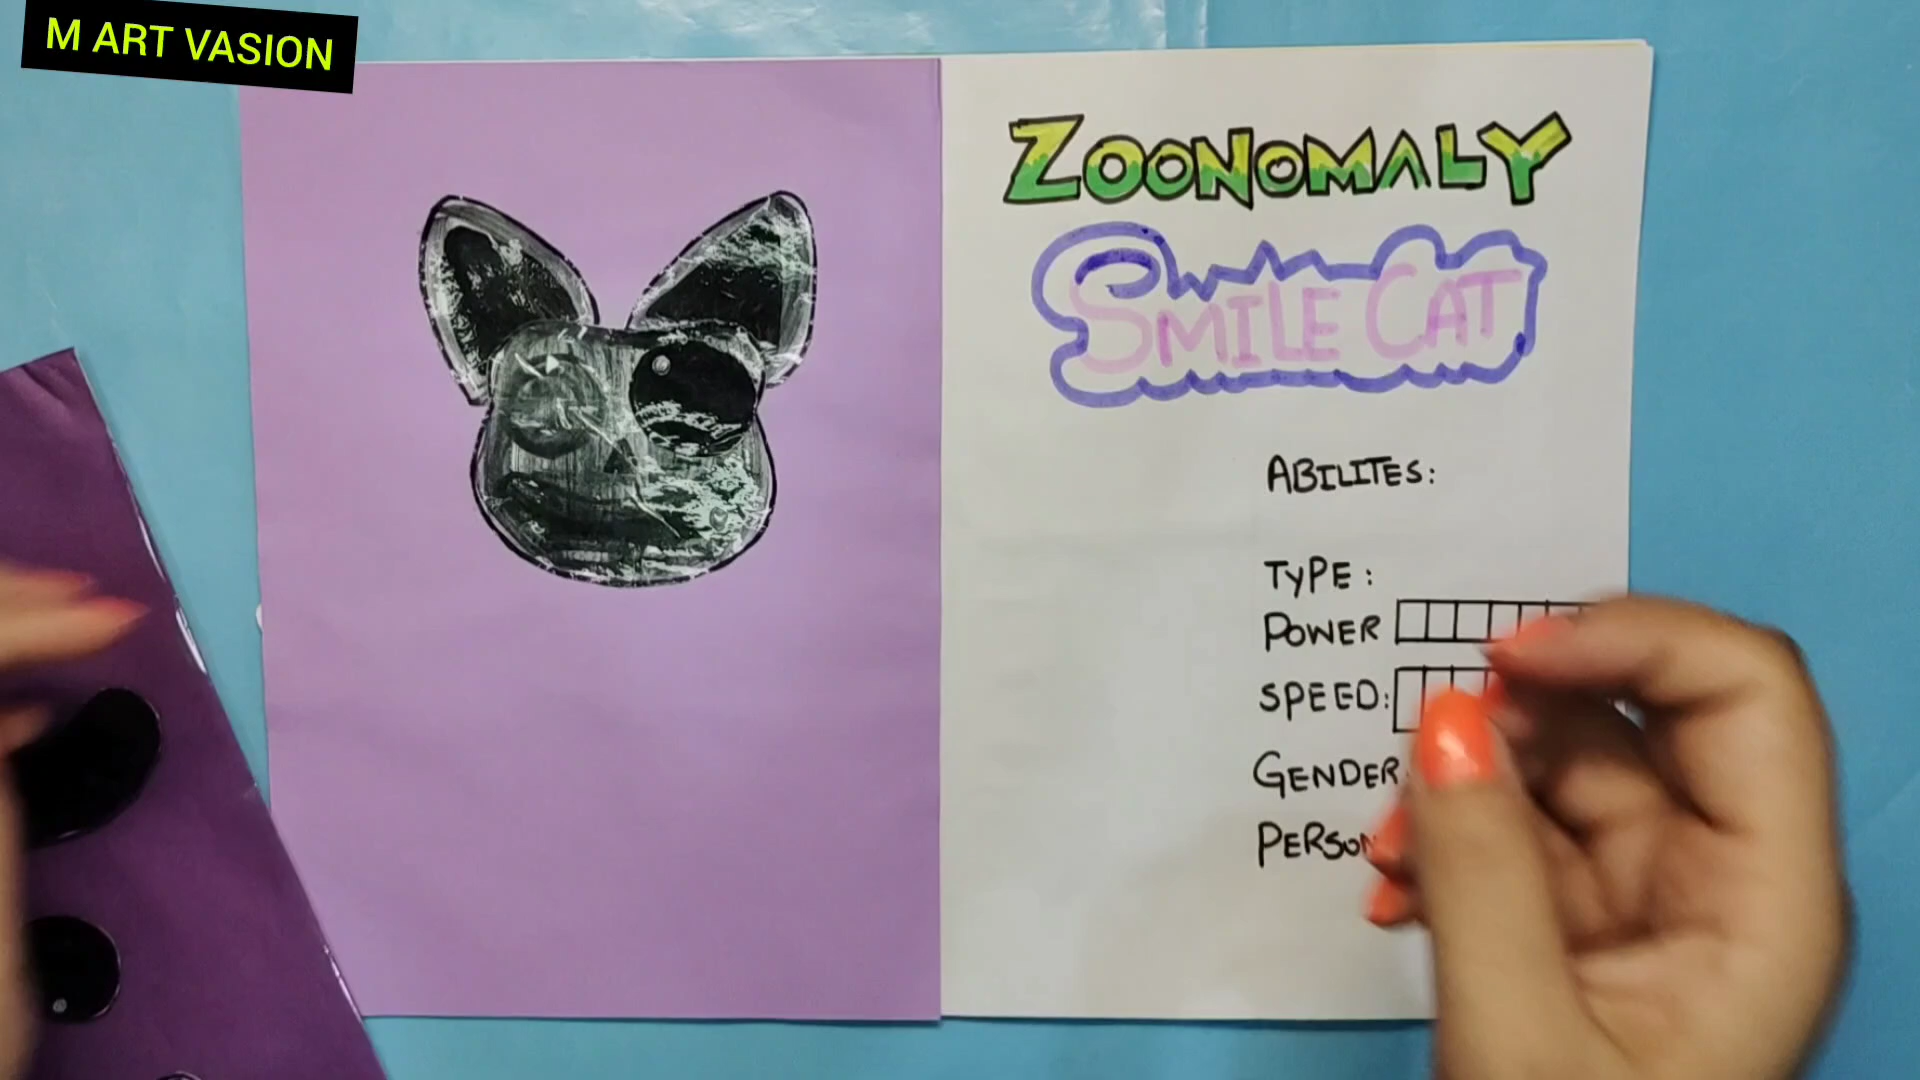 M ART VASION
ZOONOMALY
SMILE CAT
ABILITES:
TYPE:
POWER
SPEED:
GENDER